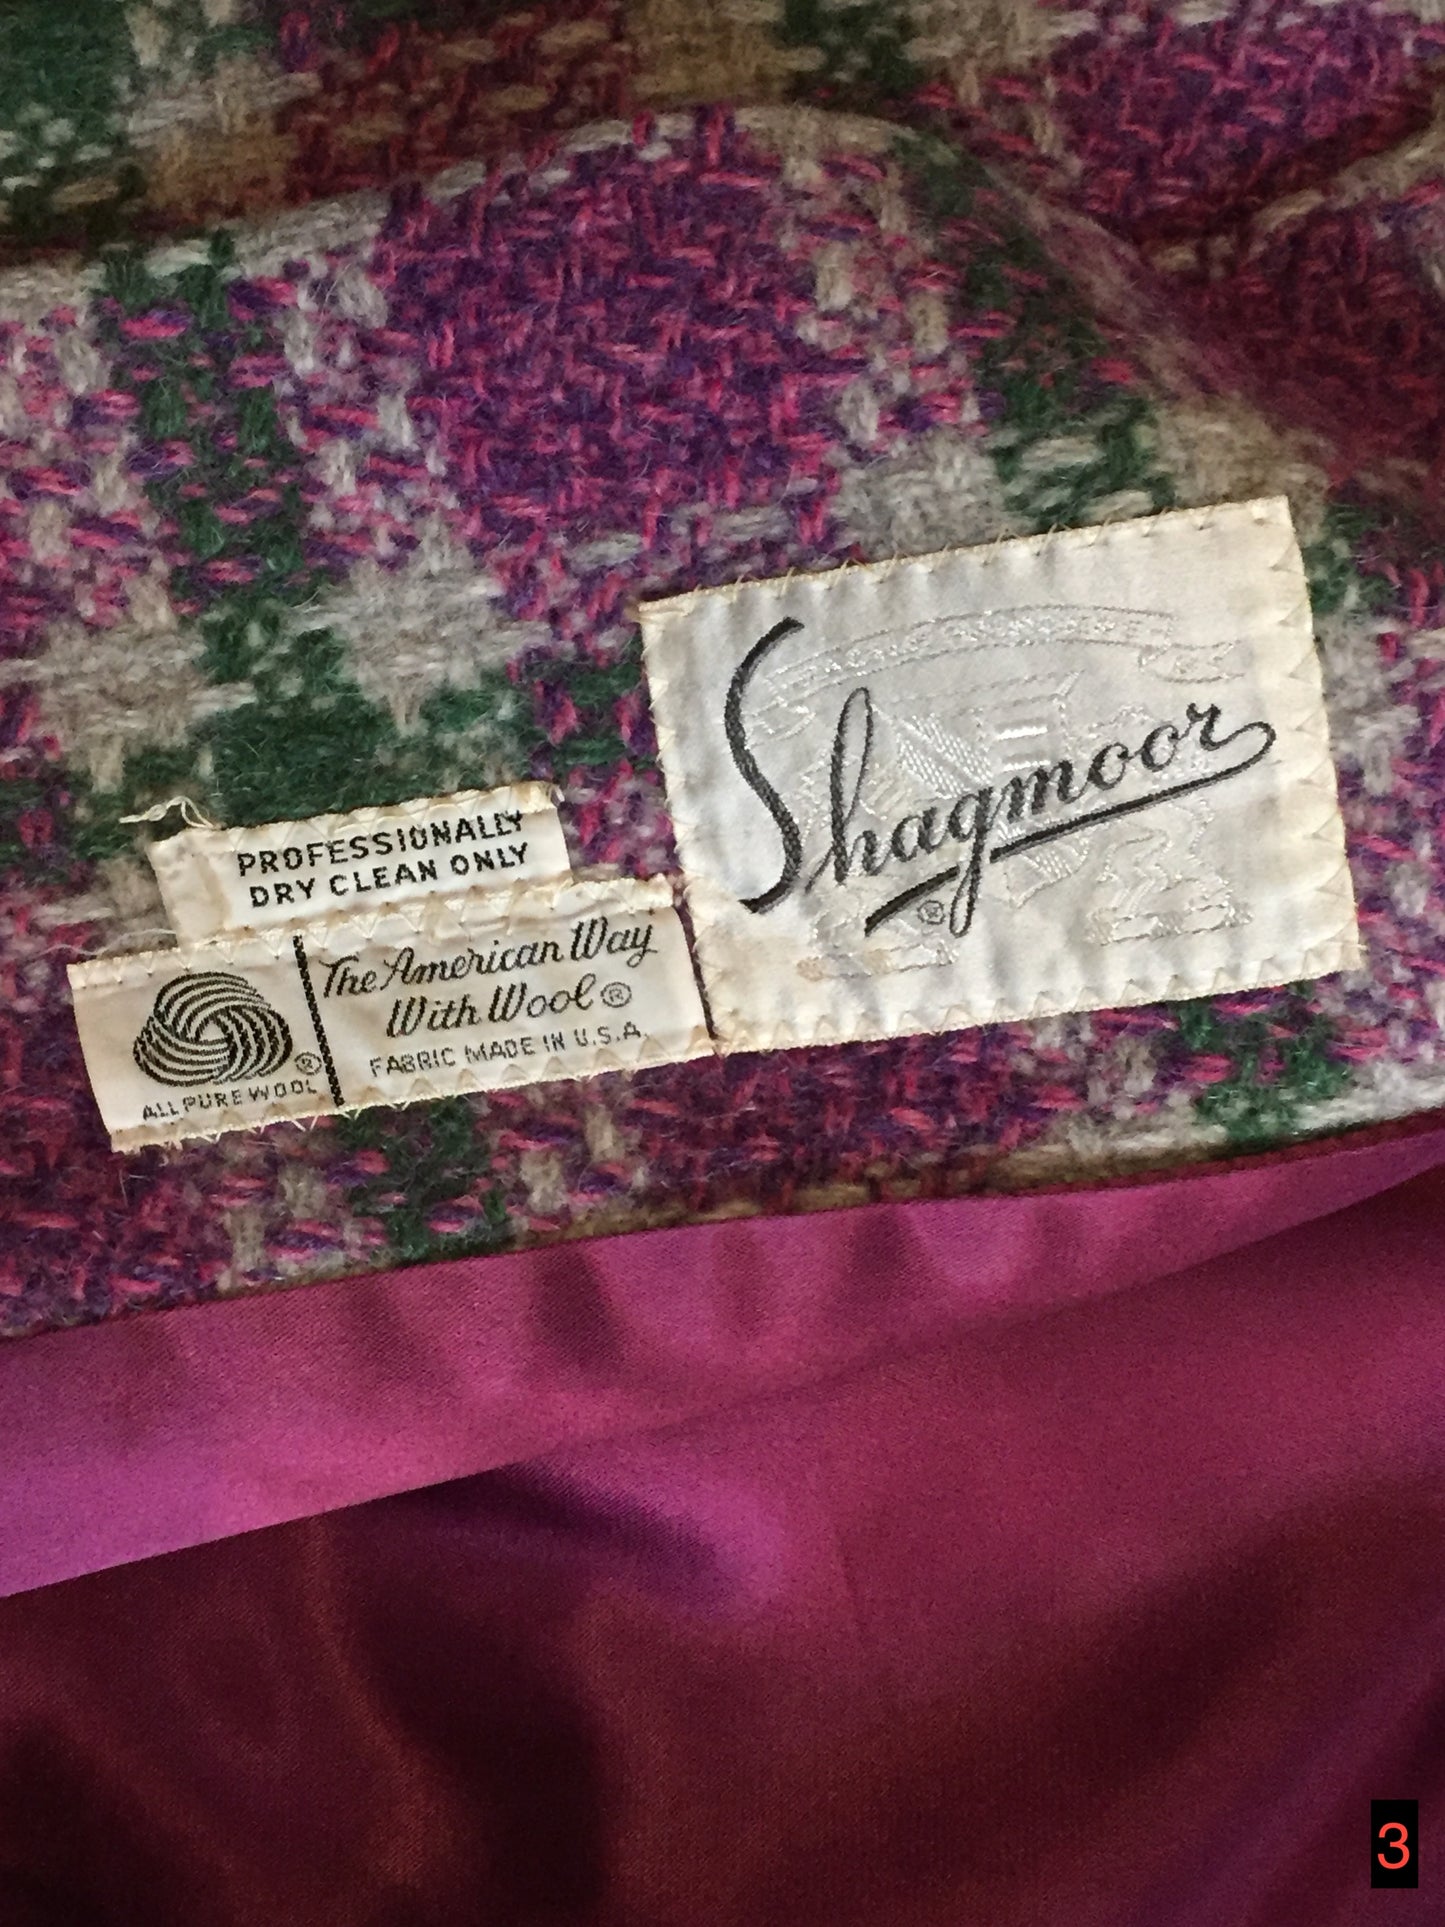 Shagmoor
®
PROFESSIONALLY
DRY CLEAN ONLY
The American Way
With Wool®
FABRIC MADE IN U.S.A.
®
ALL PURE WOOL
3